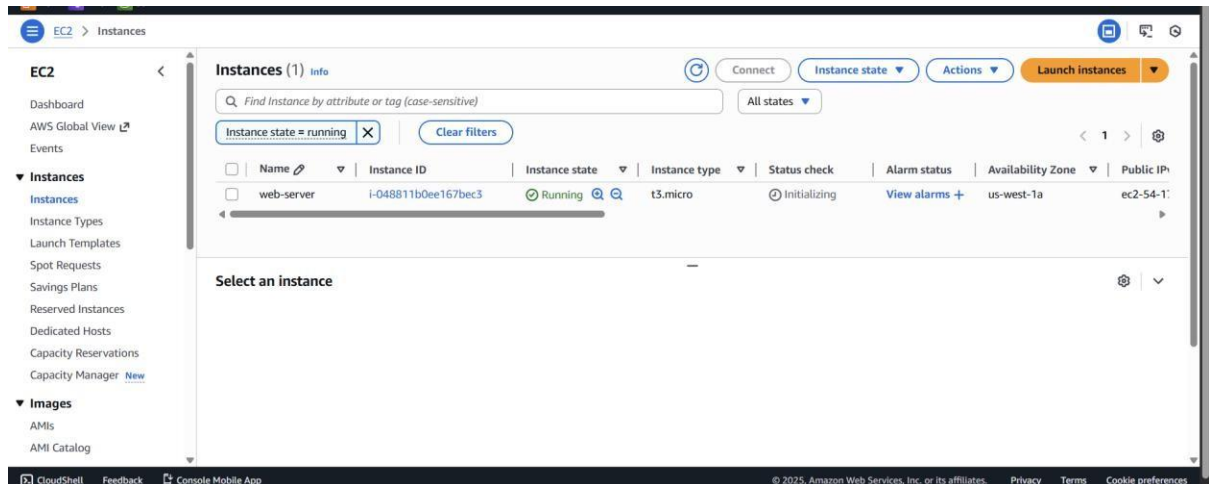 EC2 > Instances
EC2
Dashboard
AWS Global View
Events
Instances
Instances
Instance Types
Launch Templates
Spot Requests
Savings Plans
Reserved Instances
Dedicated Hosts
Capacity Reservations
Capacity Manager New
Images
AMIs
AMI Catalog
Instances (1) Info
Connect Instance state Actions Launch instances
Find Instance by attribute or tag (case-sensitive) All states
Instance state = running Clear filters
1
Name Instance ID Instance state Instance type Status check Alarm status Availability Zone Public IP
web-server i-048811b0ee167bec3 Running t3.micro Initializing View alarms + us-west-1a ec2-54-1
Select an instance
CloudShell Feedback Console Mobile App © 2025, Amazon Web Services, Inc. or its affiliates. Privacy Terms Cookie preferences